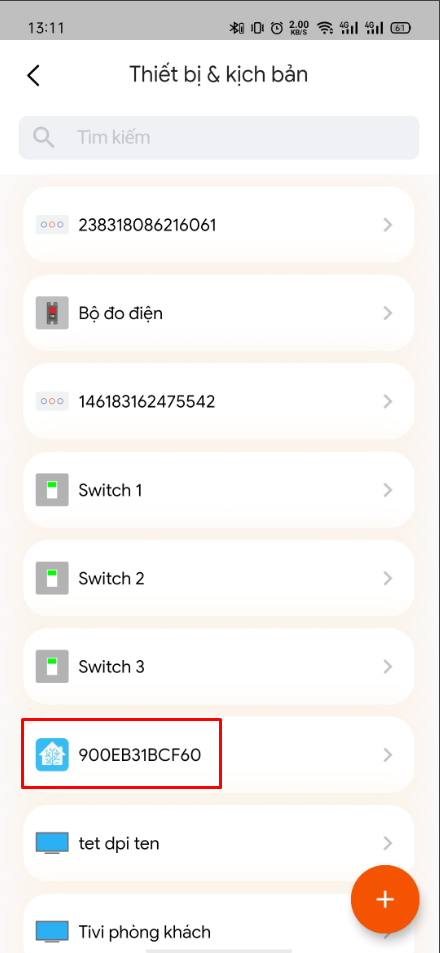 13:11
2.00
KB/S
4G
4G
61
Thiết bị & kịch bản
Tìm kiếm
238318086216061
Bộ đo điện
146183162475542
Switch 1
Switch 2
Switch 3
900EB31BCF60
tet dpi ten
Tivi phòng khách